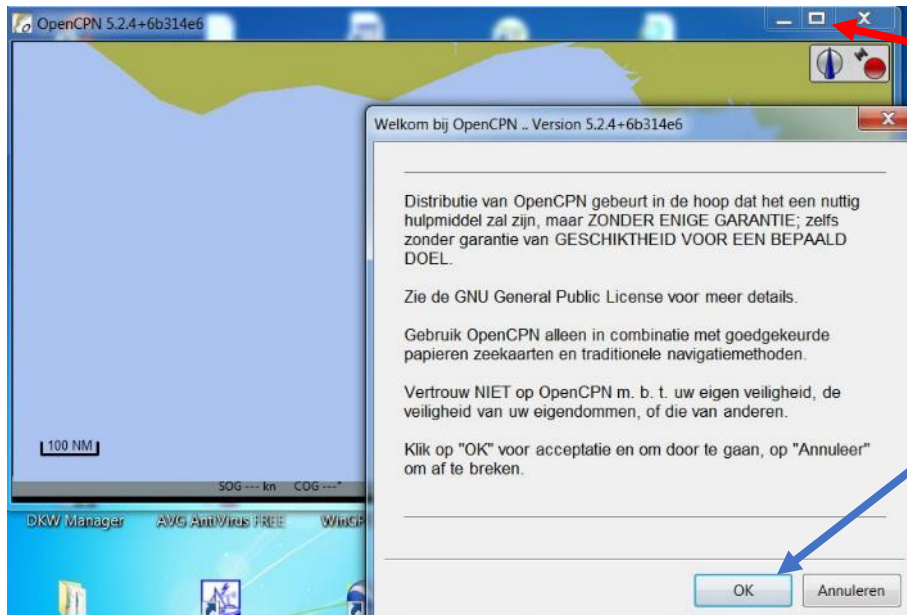 OpenCPN 5.2.4+6b314e6
Welkom bij OpenCPN .. Version 5.2.4+6b314e6
Distributie van OpenCPN gebeurt in de hoop dat het een nuttig
hulpmiddel zal zijn, maar ZONDER ENIGE GARANTIE; zelfs
zonder garantie van GESCHIKTHEID VOOR EEN BEPAALD
DOEL.
Zie de GNU General Public License voor meer details.
Gebruik OpenCPN alleen in combinatie met goedgekeurde
papieren zeekaarten en traditionele navigatiemethoden.
Vertrouw NIET op OpenCPN m. b. t. uw eigen veiligheid, de
veiligheid van uw eigendommen, of die van anderen.
Klik op "OK" voor acceptatie en om door te gaan, op "Annuleer"
om af te breken.
OK Annuleren
100 NM
SOG --- kn COG ---°
DKW Manager AVG AntiVirus FREE